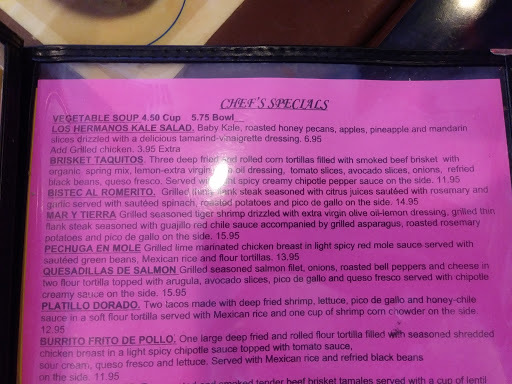 CHEF'S SPECIALS
VEGETABLE SOUP 4.50 Cup 5.75 Bowl
LOS HERMANOS KALE SALAD. Baby Kale, roasted honey pecans, apples, pineapple and mandarin
slices drizzled with a delicious tamarind-vinaigrette dressing. 6.95
Add Grilled chicken. 3.95 Extra
BRISKET TAQUITOS. Three deep fried and rolled corn tortillas filled with smoked beef brisket with
organic spring mix, lemon-extra virgin oil dressing, tomato slices, avocado slices, onions, refried
black beans, queso fresco. Served with light spicy creamy chipotle pepper sauce on the side. 11.95
BISTEC AL ROMERITO. Grilled thinly flank steak seasoned with citrus juices sautéed with rosemary and
garlic served with sautéed spinach, roasted potatoes and pico de gallo on the side. 14.95
MAR Y TIERRA Grilled seasoned tiger shrimp drizzled with extra virgin olive oil-lemon dressing, grilled thin
flank steak seasoned with guajillo red chile sauce accompanied by grilled asparagus, roasted rosemary
potatoes and pico de gallo on the side. 15.95
PECHUGA EN MOLE Grilled lime marinated chicken breast in light spicy red mole sauce served with
sautéed green beans, Mexican rice and flour tortillas. 13.95
QUESADILLAS DE SALMON Grilled seasoned salmon filet, onions, roasted bell peppers and cheese in
two flour tortilla topped with arugula, avocado slices, pico de gallo and queso fresco served with chipotle
creamy sauce on the side. 15.95
PLATILLO DORADO. Two tacos made with deep fried shrimp, lettuce, pico de gallo and honey-chile
sauce in a soft flour tortilla served with Mexican rice and one cup of shrimp corn chowder on the side.
12.95
BURRITO FRITO DE POLLO. One large deep fried and rolled flour tortilla filled with seasoned shredded
chicken breast in a light spicy chipotle sauce topped with tomato sauce,
sour cream, queso fresco and lettuce. Served with Mexican rice and refried black beans
on the side. 11.95
and smoked tender beef brisket tamales served with a cup of lentil